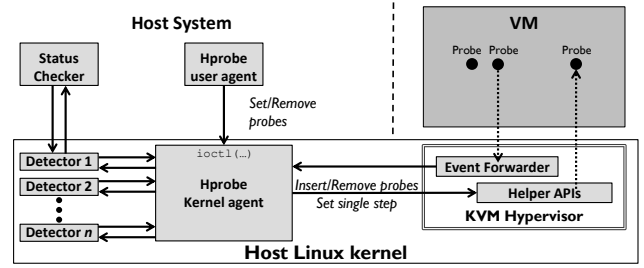 Host System
VM
Status
Checker
Hprobe
user agent
Probe Probe
Probe
Set/Remove
probes
ioctl(…)
Detector 1
Detector 2
Detector n
Hprobe
Kernel agent
Event Forwarder
Insert/Remove probes
Set single step
Helper APIs
KVM Hypervisor
Host Linux kernel